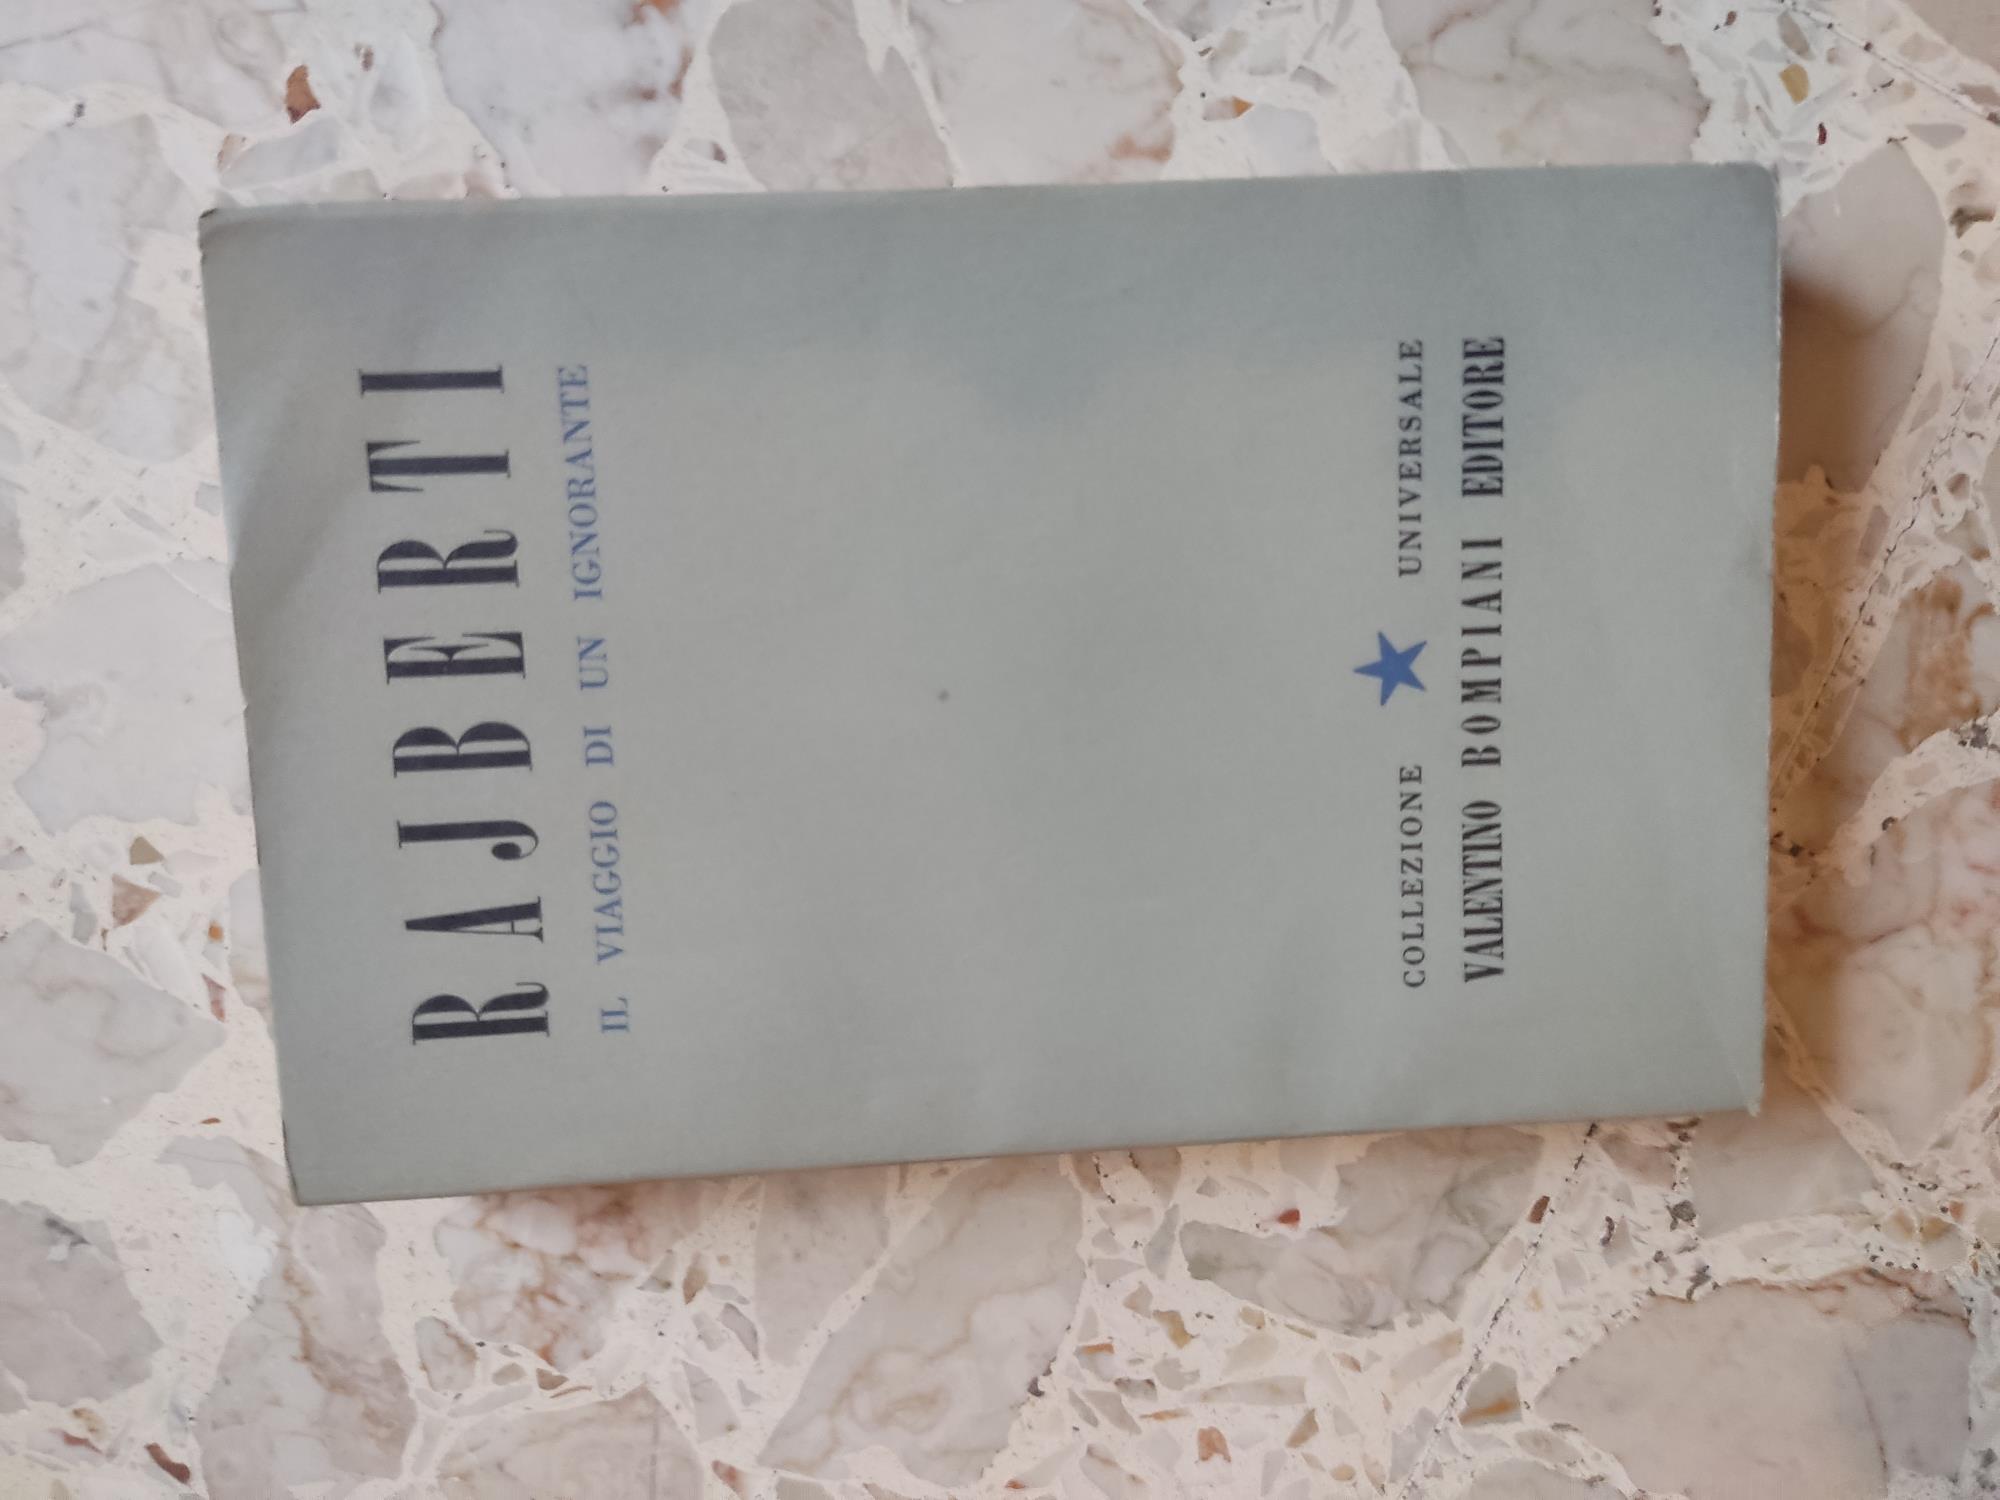 RAJBERTI
IL VIAGGIO DI UN IGNORANTE
COLLEZIONE UNIVERSALE
VALENTINO BOMPIANI EDITORE